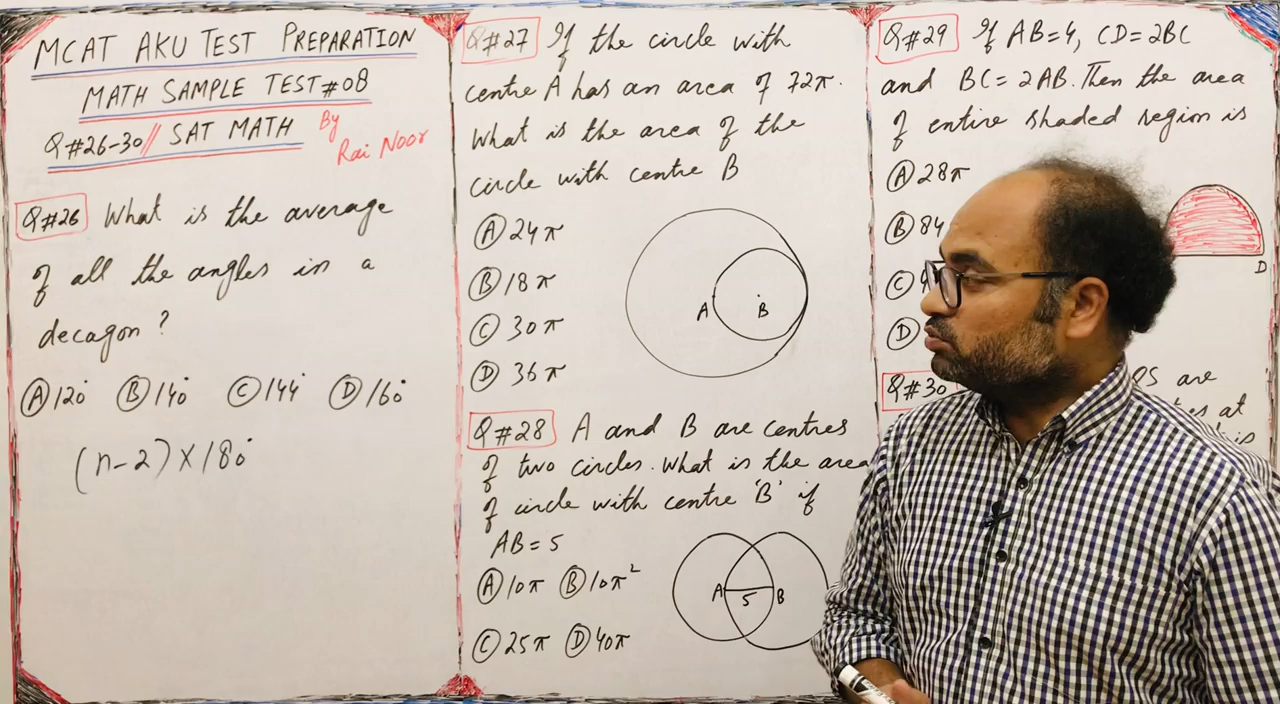 MCAT AKU TEST PREPARATION
MATH SAMPLE TEST #08
Q#26-30// SAT MATH By
Rai Noor
Q#26 What is the average
of all the angles in a
decagon?
Ⓐ 120° Ⓑ 140° Ⓒ 144° Ⓓ 160°
(n-2)×180°
Q#27 If the circle with
centre A has an area of 72π.
What is the area of the
circle with centre B
Ⓐ 24π
Ⓑ 18π
Ⓒ 30π
Ⓓ 36π
A B
Q#28 A and B are centres
of two circles. What is the area
of circle with centre 'B' if
AB=5
Ⓐ 10π Ⓑ 10π²
Ⓒ 25π Ⓓ 40π
A 5 B
Q#29 If AB=4, CD=2BC
and BC=2AB. Then the area
of entire shaded region is
Ⓐ 28π
Ⓑ 84
Ⓒ
Ⓓ
D
Q#30 are
at